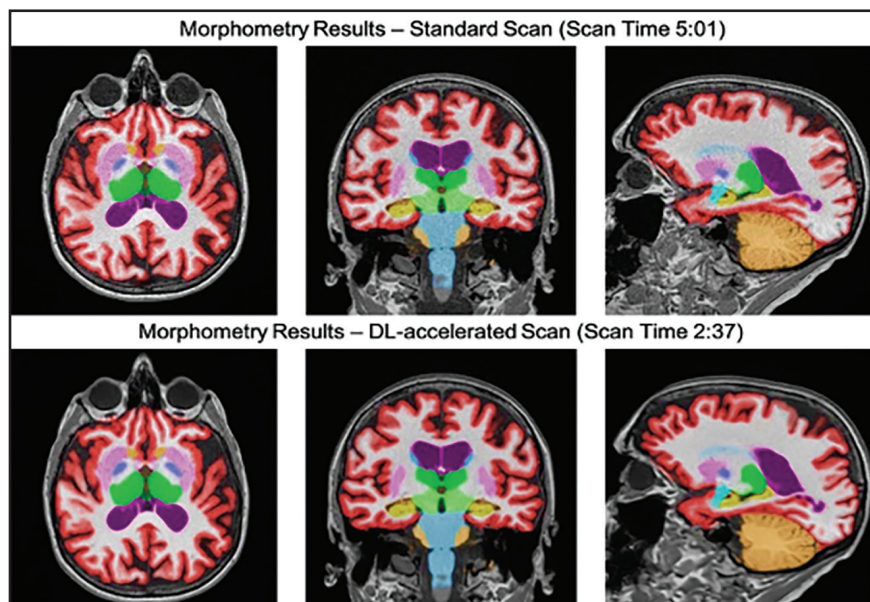 Morphometry Results – Standard Scan (Scan Time 5:01)
Morphometry Results – DL-accelerated Scan (Scan Time 2:37)